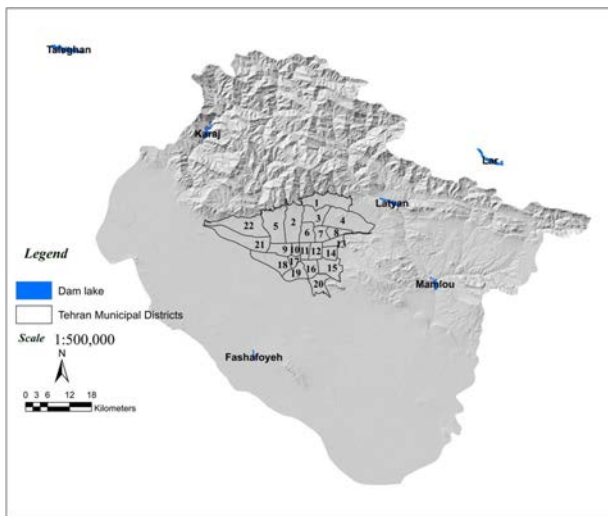 Taleghan
Karaj
Lar
Latyan
1
22
5
2
3
4
6
7
8
21
9
10
11
12
13
14
18
17
16
15
19
20
Mamlou
Fashafoyeh
Legend
Dam lake
Tehran Municipal Districts
Scale 1:500,000
N
0 3 6 12 18
Kilometers